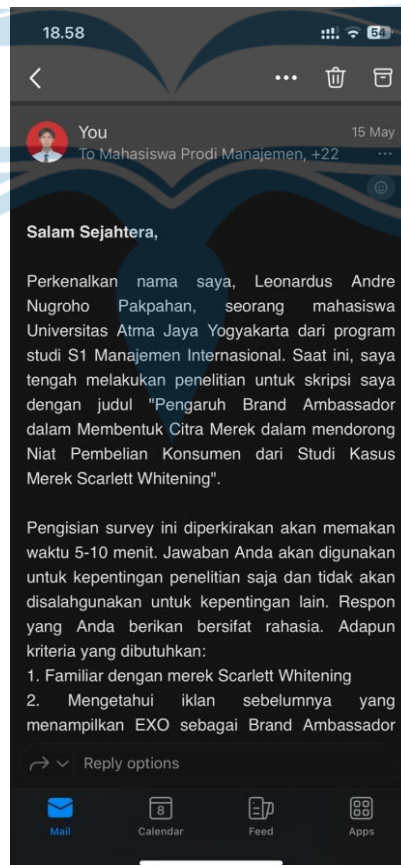 18.58
54
You
15 May
To Mahasiswa Prodi Manajemen, +22
Salam Sejahtera,
Perkenalkan nama saya, Leonardus Andre
Nugroho Pakpahan, seorang mahasiswa
Universitas Atma Jaya Yogyakarta dari program
studi S1 Manajemen Internasional. Saat ini, saya
tengah melakukan penelitian untuk skripsi saya
dengan judul "Pengaruh Brand Ambassador
dalam Membentuk Citra Merek dalam mendorong
Niat Pembelian Konsumen dari Studi Kasus
Merek Scarlett Whitening".
Pengisian survey ini diperkirakan akan memakan
waktu 5-10 menit. Jawaban Anda akan digunakan
untuk kepentingan penelitian saja dan tidak akan
disalahgunakan untuk kepentingan lain. Respon
yang Anda berikan bersifat rahasia. Adapun
kriteria yang dibutuhkan:
1. Familiar dengan merek Scarlett Whitening
2. Mengetahui iklan sebelumnya yang
menampilkan EXO sebagai Brand Ambassador
Reply options
8
Mail Calendar Feed Apps